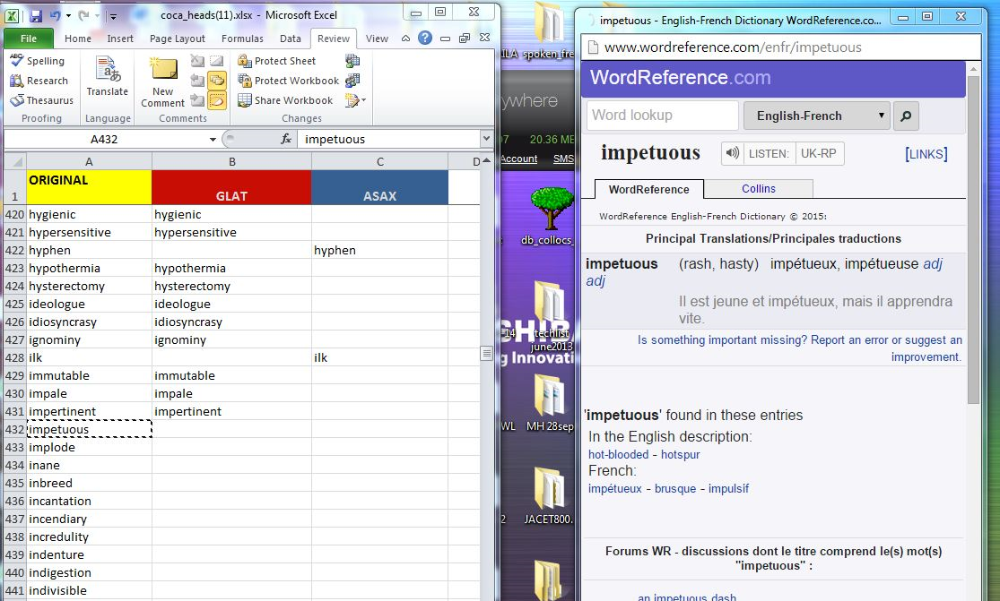 coca_heads(11).xlsx - Microsoft Excel
File Home Insert Page Layout Formulas Data Review View
Spelling
Research
Thesaurus
Proofing
Translate
Language
New
Comment
Comments
Protect Sheet
Protect Workbook
Share Workbook
Changes
A432 fx impetuous
A B C D
1 ORIGINAL GLAT ASAX
420 hygienic hygienic
421 hypersensitive hypersensitive
422 hyphen hyphen
423 hypothermia hypothermia
424 hysterectomy hysterectomy
425 ideologue ideologue
426 idiosyncrasy idiosyncrasy
427 ignominy ignominy
428 ilk ilk
429 immutable immutable
430 impale impale
431 impertinent impertinent
432 impetuous
433 implode
434 inane
435 inbreed
436 incantation
437 incendiary
438 incredulity
439 indenture
440 indigestion
441 indivisible
ILA spoken_fre
ywhere
07 20.36 ME
Account SMS
db_collocs_
CHIBA
_14 techlist_
june2013
g Innovati
WL MH 28sep
2 JACET800.
impetuous - English-French Dictionary WordReference.co...
www.wordreference.com/enfr/impetuous
WordReference.com
Word lookup English-French
impetuous LISTEN: UK-RP [LINKS]
WordReference Collins
WordReference English-French Dictionary © 2015:
Principal Translations/Principales traductions
impetuous (rash, hasty) impétueux, impétueuse adj
adj
Il est jeune et impétueux, mais il apprendra
vite.
Is something important missing? Report an error or suggest an
improvement.
'impetuous' found in these entries
In the English description:
hot-blooded - hotspur
French:
impétueux - brusque - impulsif
Forums WR - discussions dont le titre comprend le(s) mot(s)
"impetuous" :
an impetuous dash